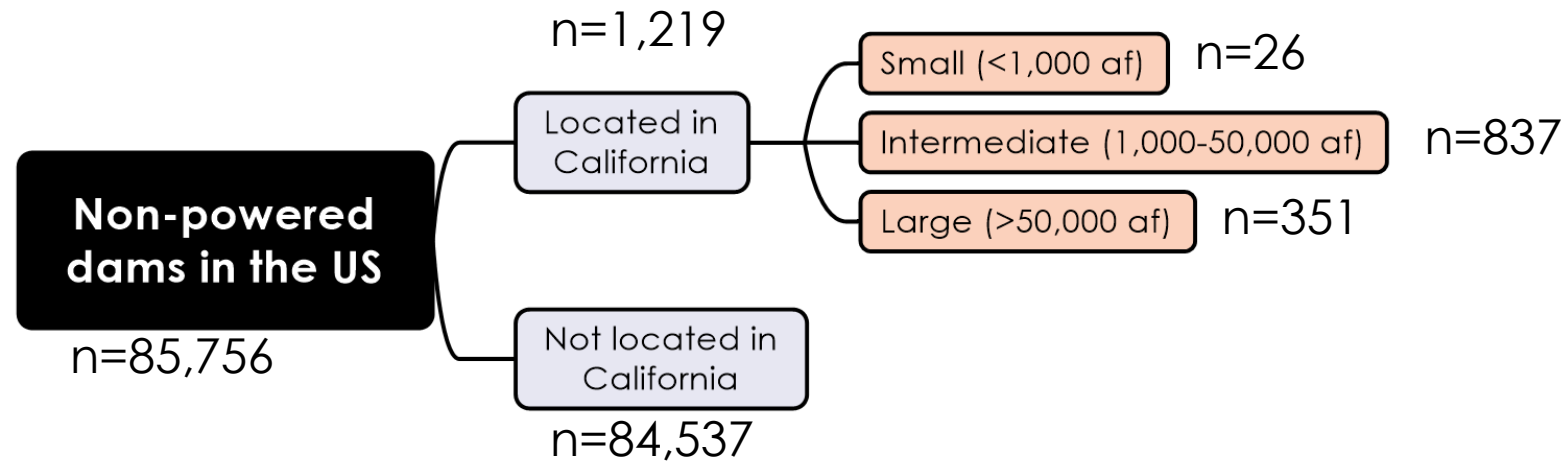 n=1,219
Small (<1,000 af)
n=26
Located in
California
Intermediate (1,000-50,000 af)
n=837
Non-powered
dams in the US
Large (>50,000 af)
n=351
n=85,756
Not located in
California
n=84,537